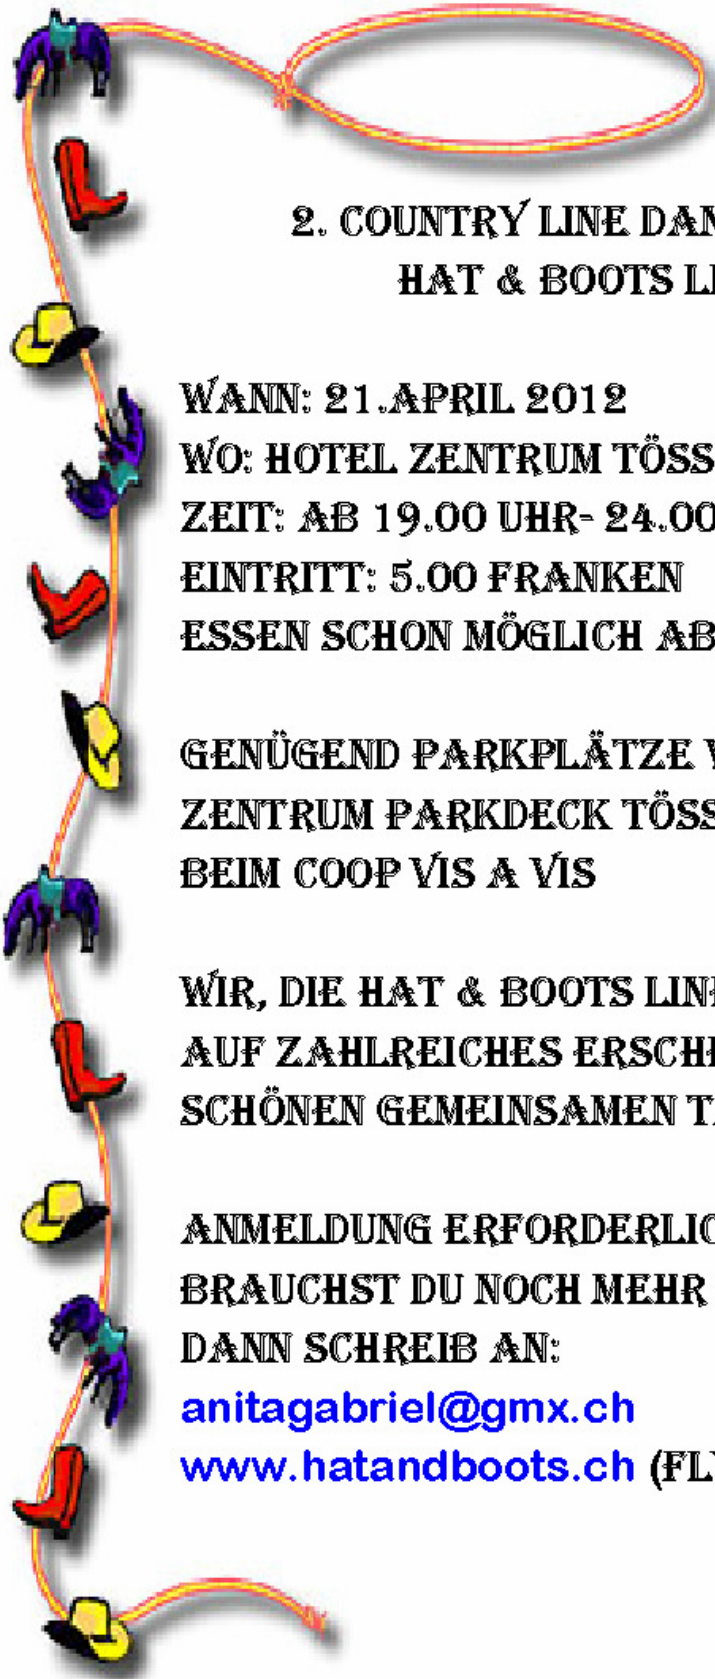 2. COUNTRY LINE DAN
HAT & BOOTS L
WANN: 21.APRIL 2012
WO: HOTEL ZENTRUM TÖSS
ZEIT: AB 19.00 UHR- 24.00
EINTRITT: 5.00 FRANKEN
ESSEN SCHON MÖGLICH AB
GENÜGEND PARKPLÄTZE
ZENTRUM PARKDECK TÖSS
BEIM COOP VIS A VIS
WIR, DIE HAT & BOOTS LIN
AUF ZAHLREICHES ERSCH
SCHÖNEN GEMEINSAMEN T
ANMELDUNG ERFORDERLIC
BRAUCHST DU NOCH MEHR
DANN SCHREIB AN:
anitagabriel@gmx.ch
www.hatandboots.ch (FL